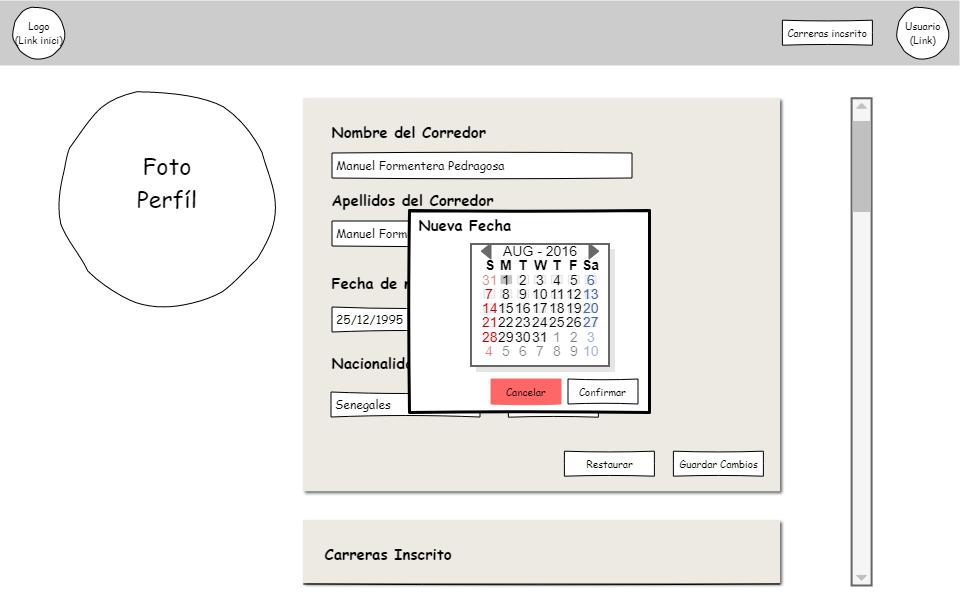 Logo
(Link inici)
Carreras incsrito
Usuario
(Link)
Foto
Perfíl
Nombre del Corredor
Manuel Formentera Pedragosa
Apellidos del Corredor
Manuel Form
Nueva Fecha
AUG - 2016
S M T W T F Sa
31 1 2 3 4 5 6
7 8 9 10 11 12 13
14 15 16 17 18 19 20
21 22 23 24 25 26 27
28 29 30 31 1 2 3
4 5 6 7 8 9 10
Cancelar Confirmar
Fecha de
25/12/1995
Nacionalid
Senegales
Restaurar Guardar Cambios
Carreras Inscrito